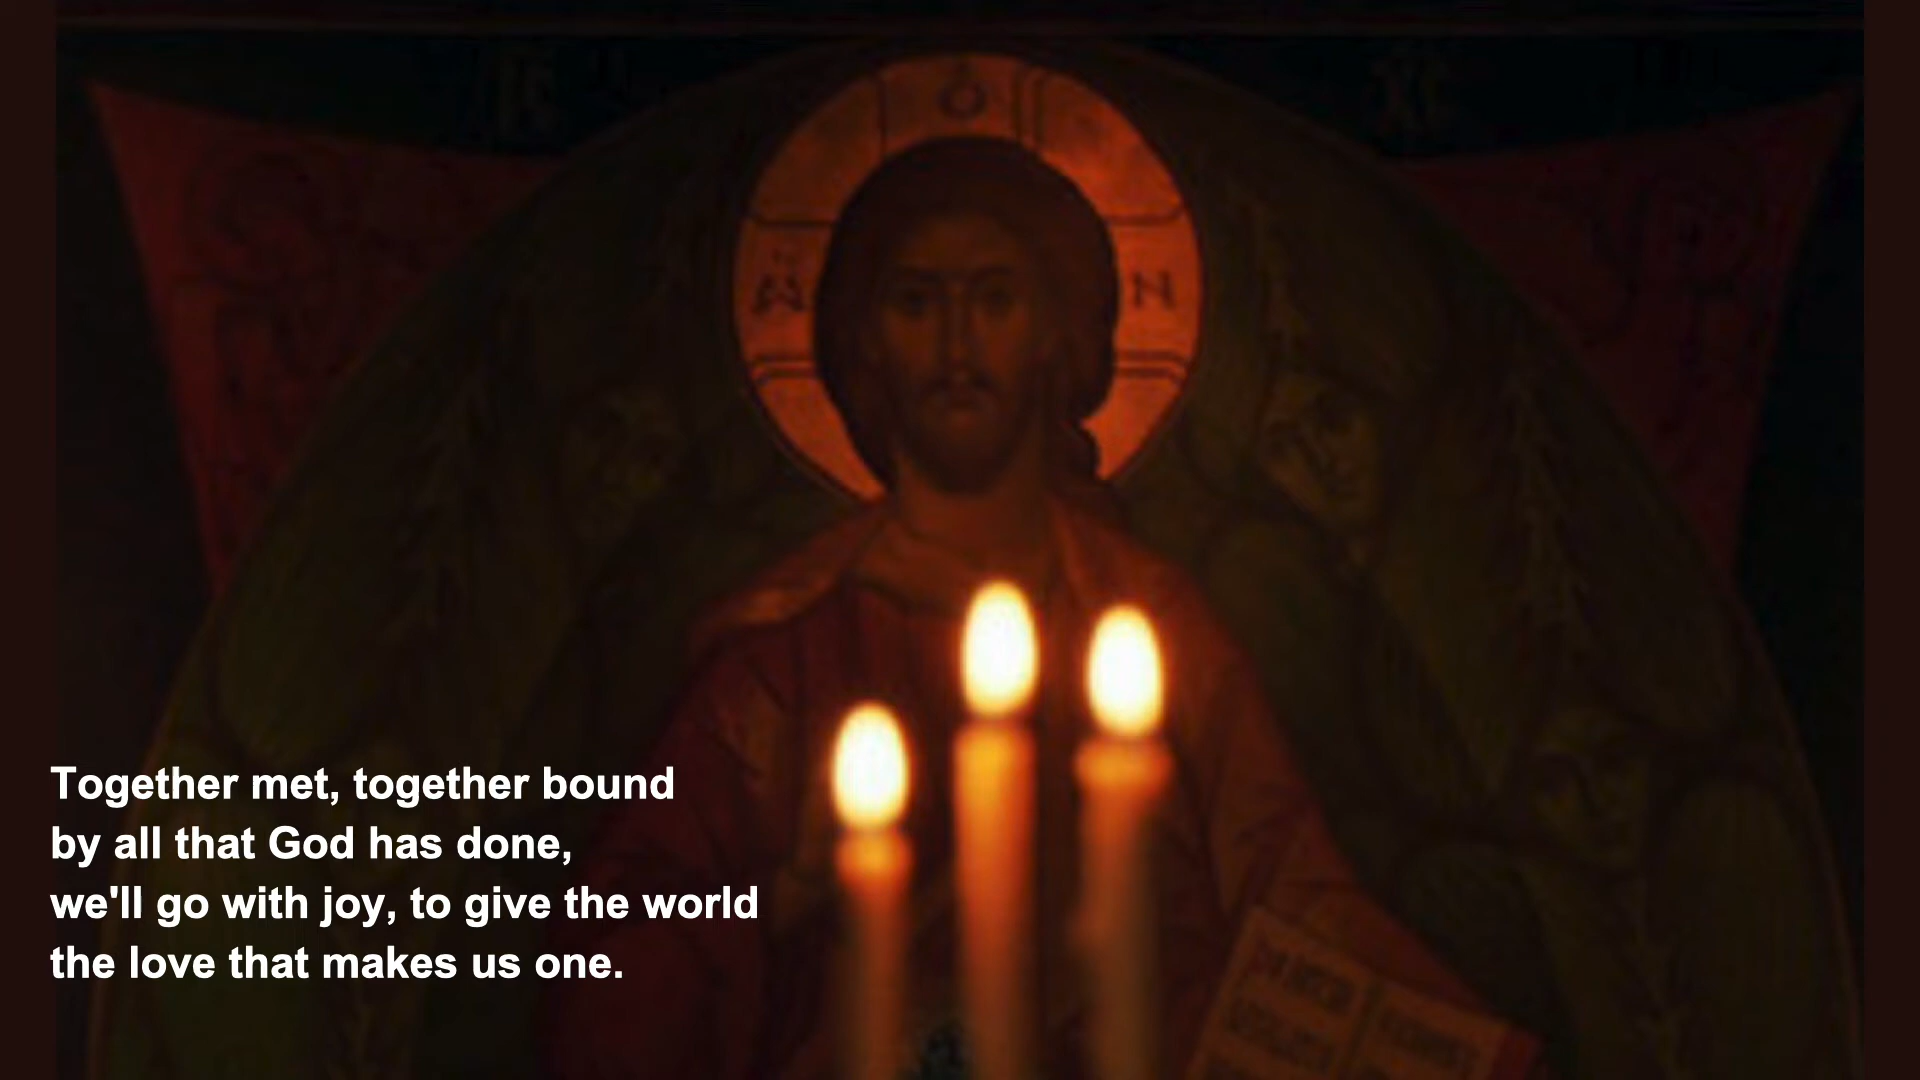 Ὁ
Ν
Together met, together bound
by all that God has done,
we'll go with joy, to give the world
the love that makes us one.